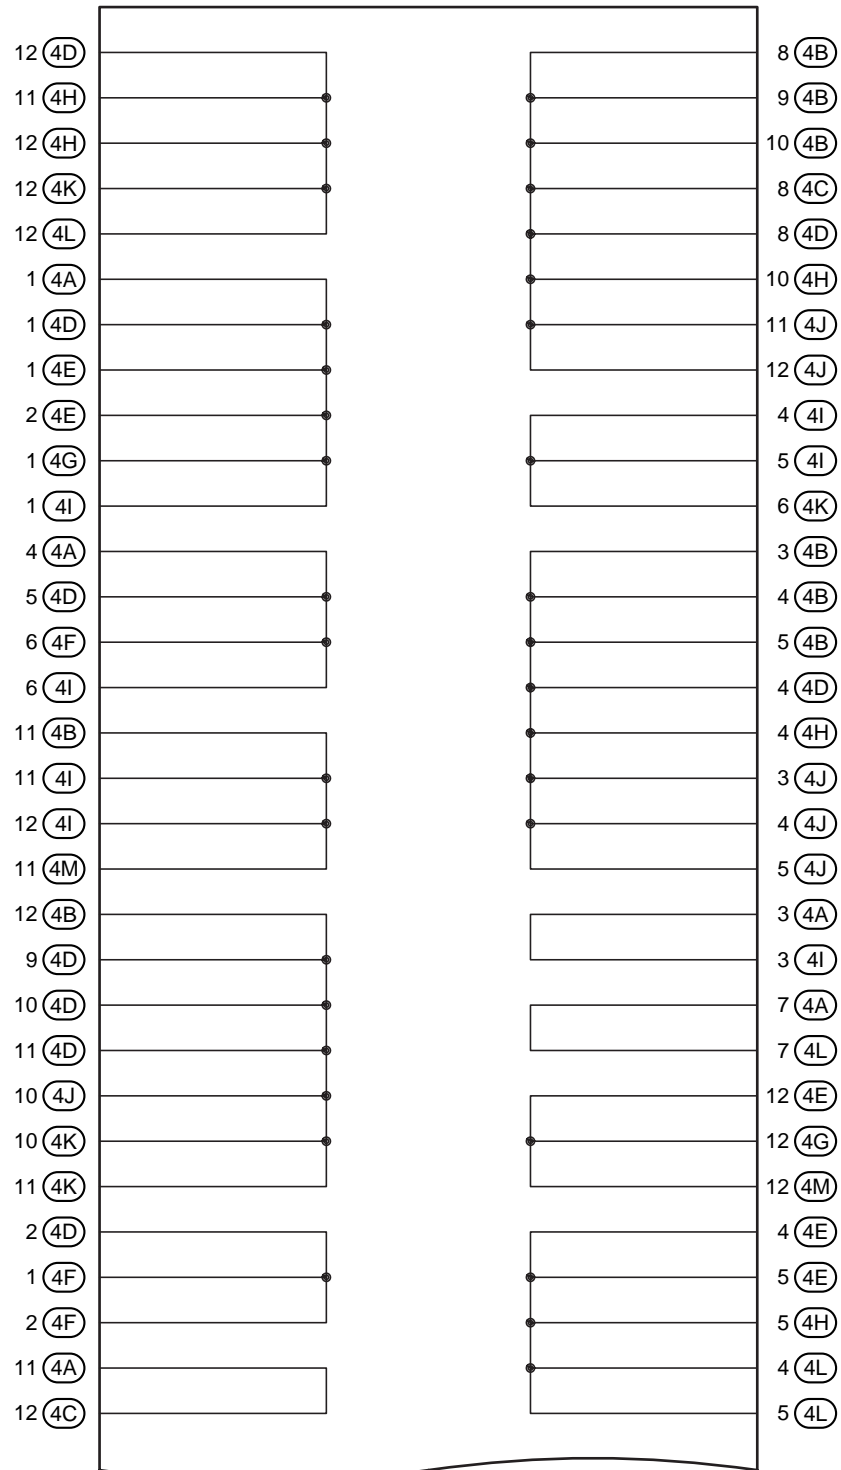 12 4D
11 4H
12 4H
12 4K
12 4L
1 4A
1 4D
1 4E
2 4E
1 4G
1 4I
4 4A
5 4D
6 4F
6 4I
11 4B
11 4I
12 4I
11 4M
12 4B
9 4D
10 4D
11 4D
10 4J
10 4K
11 4K
2 4D
1 4F
2 4F
11 4A
12 4C
8 4B
9 4B
10 4B
8 4C
8 4D
10 4H
11 4J
12 4J
4 4I
5 4I
6 4K
3 4B
4 4B
5 4B
4 4D
4 4H
3 4J
4 4J
5 4J
3 4A
3 4I
7 4A
7 4L
12 4E
12 4G
12 4M
4 4E
5 4E
5 4H
4 4L
5 4L